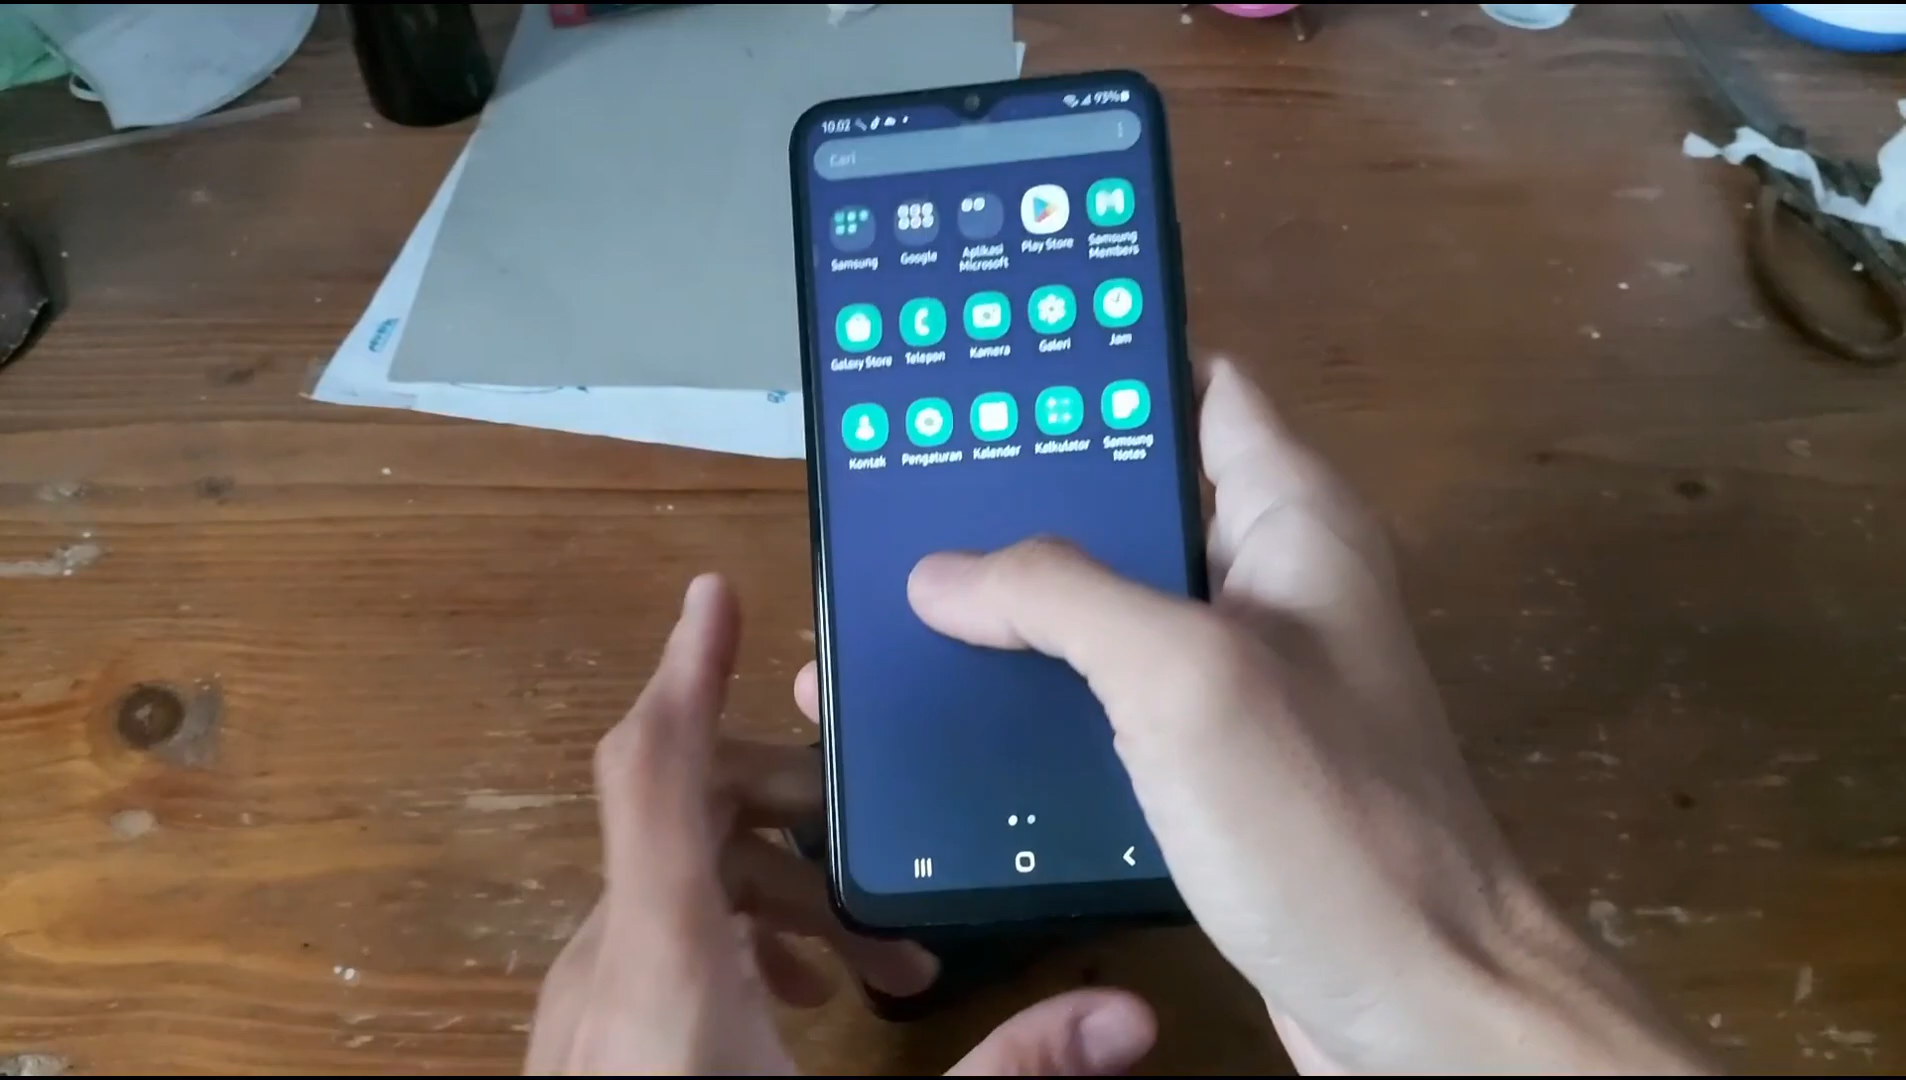 10.02
93%
Cari
Samsung
Google
Aplikasi
Microsoft
Play Store
Samsung
Members
Galaxy Store
Telepon
Kamera
Galeri
Jam
Kontak
Pengaturan
Kalender
Kalkulator
Samsung
Notes